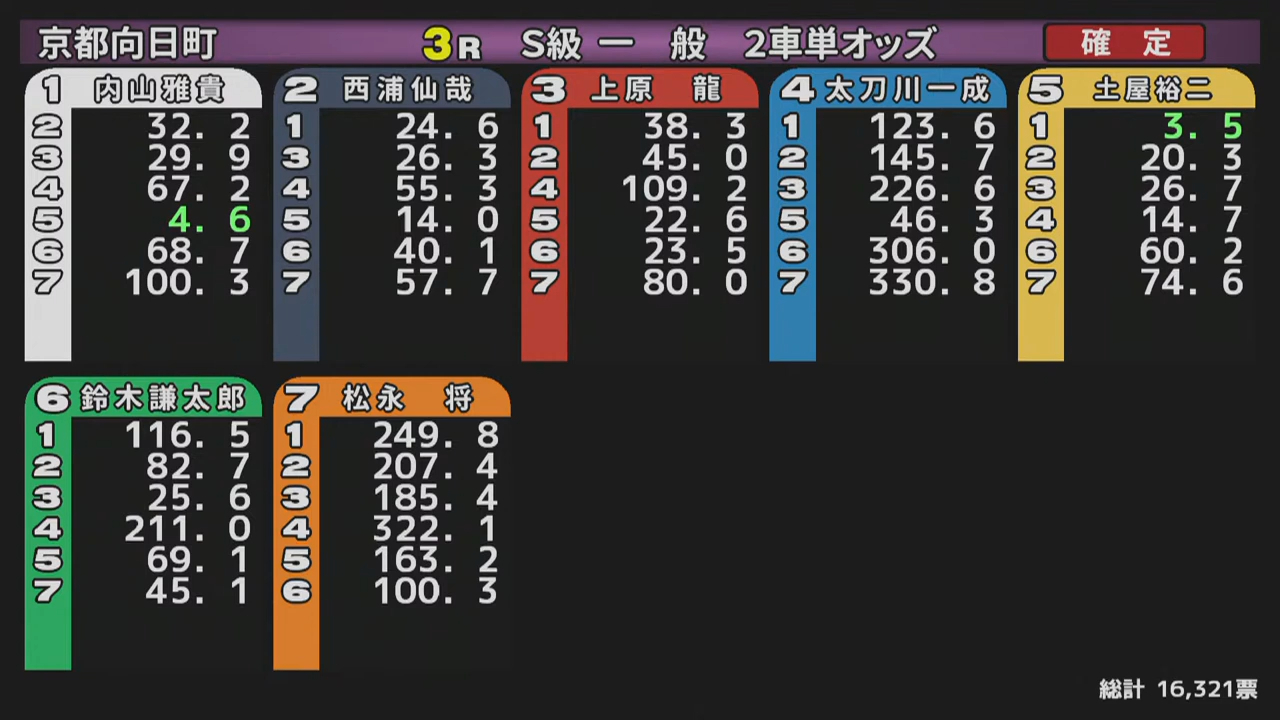 京都向日町 3R S級 一 般 2車単オッズ 確 定
1 内山雅貴
2 32. 2
3 29. 9
4 67. 2
5 4. 6
6 68. 7
7 100. 3
2 西浦仙哉
1 24. 6
3 26. 3
4 55. 3
5 14. 0
6 40. 1
7 57. 7
3 上原 龍
1 38. 3
2 45. 0
4 109. 2
5 22. 6
6 23. 5
7 80. 0
4 太刀川一成
1 123. 6
2 145. 7
3 226. 6
5 46. 3
6 306. 0
7 330. 8
5 土屋裕二
1 3. 5
2 20. 3
3 26. 7
4 14. 7
6 60. 2
7 74. 6
6 鈴木謙太郎
1 116. 5
2 82. 7
3 25. 6
4 211. 0
5 69. 1
7 45. 1
7 松永 将
1 249. 8
2 207. 4
3 185. 4
4 322. 1
5 163. 2
6 100. 3
総計 16,321票